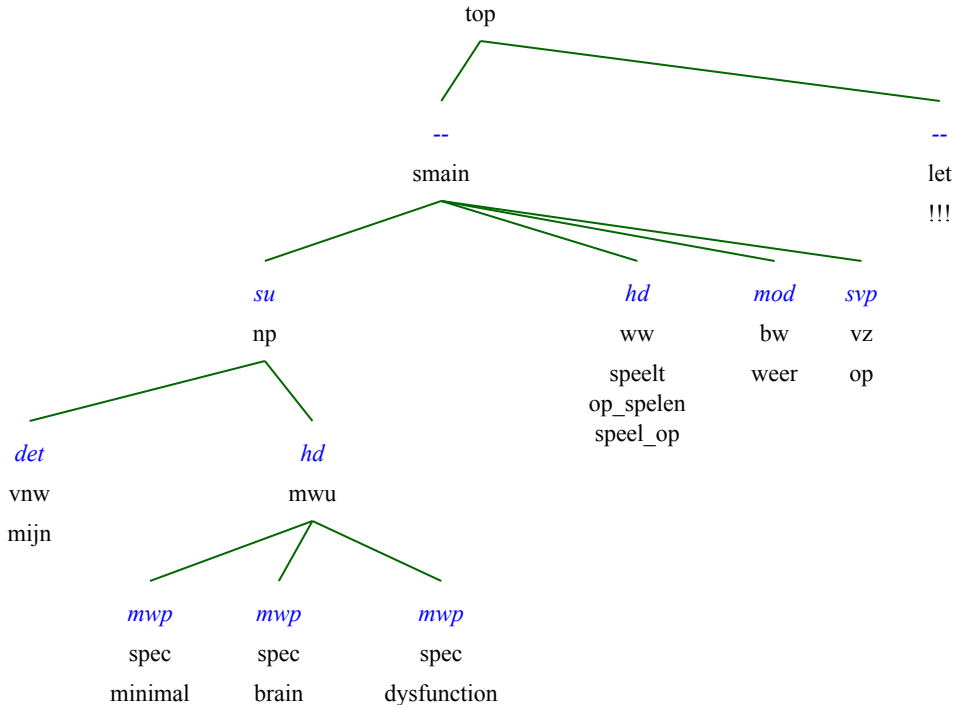 top
-- --
smain let
!!!
su hd mod svp
np ww bw vz
speelt weer op
op_spelen
speel_op
det hd
vnw mwu
mijn
mwp mwp mwp
spec spec spec
minimal brain dysfunction